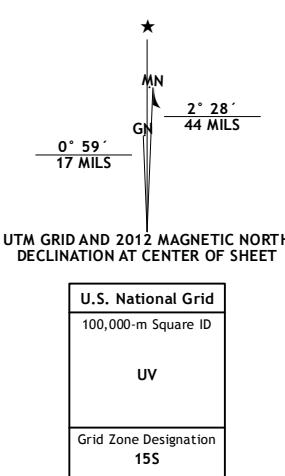 ★
MN
GN
2° 28´
44 MILS
0° 59´
17 MILS
UTM GRID AND 2012 MAGNETIC NORTH
DECLINATION AT CENTER OF SHEET
U.S. National Grid
100,000-m Square ID
UV
Grid Zone Designation
15S